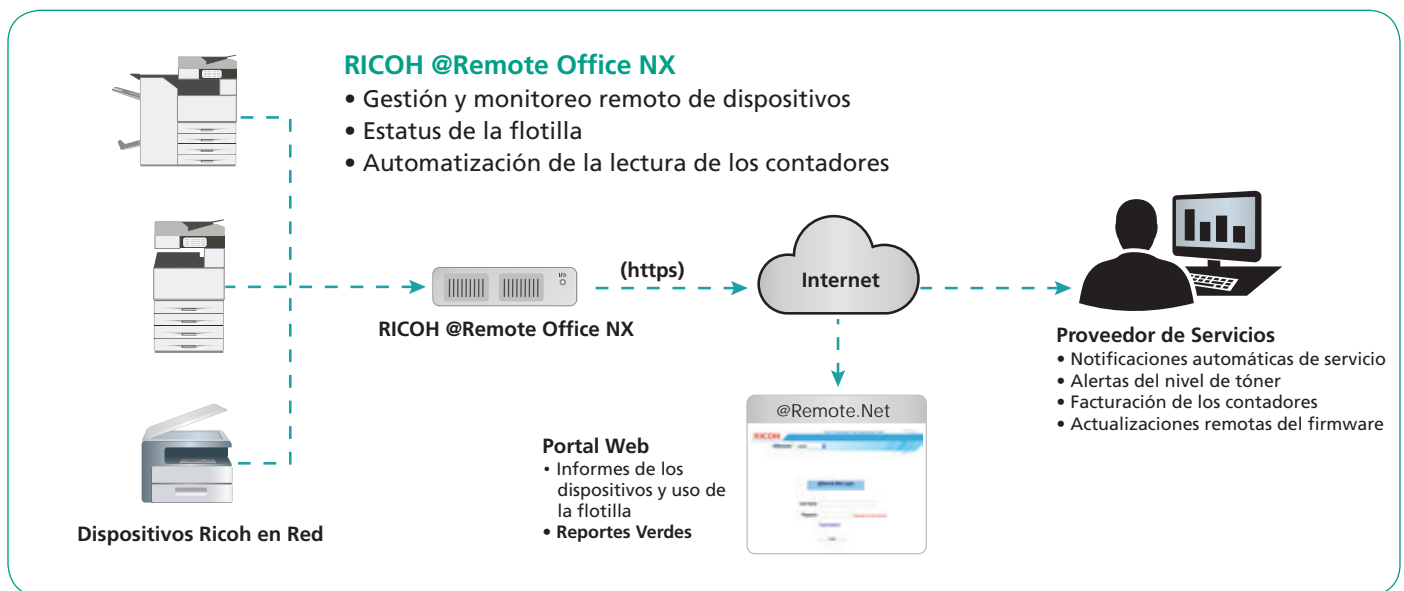 RICOH @Remote Office NX
• Gestión y monitoreo remoto de dispositivos
• Estatus de la flotilla
• Automatización de la lectura de los contadores
(https)
Internet
I/o
RICOH @Remote Office NX
Dispositivos Ricoh en Red
Proveedor de Servicios
• Notificaciones automáticas de servicio
• Alertas del nivel de tóner
• Facturación de los contadores
• Actualizaciones remotas del firmware
Portal Web
• Informes de los
dispositivos y uso de
la flotilla
• Reportes Verdes
@Remote.Net
RICOH